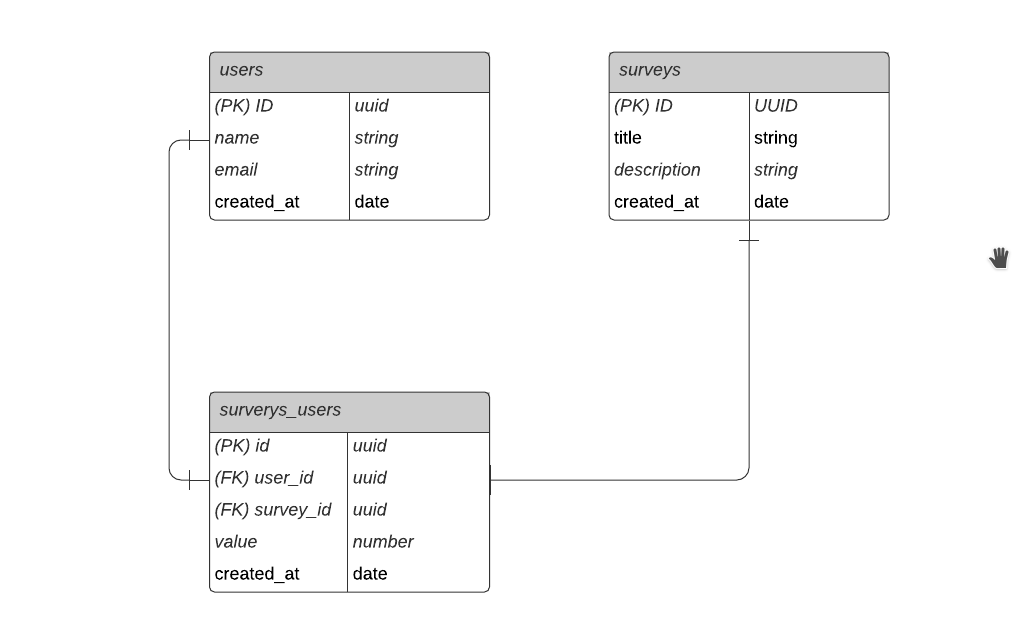 users
(PK) ID uuid
name string
email string
created_at date
surveys
(PK) ID UUID
title string
description string
created_at date
surverys_users
(PK) id uuid
(FK) user_id uuid
(FK) survey_id uuid
value number
created_at date